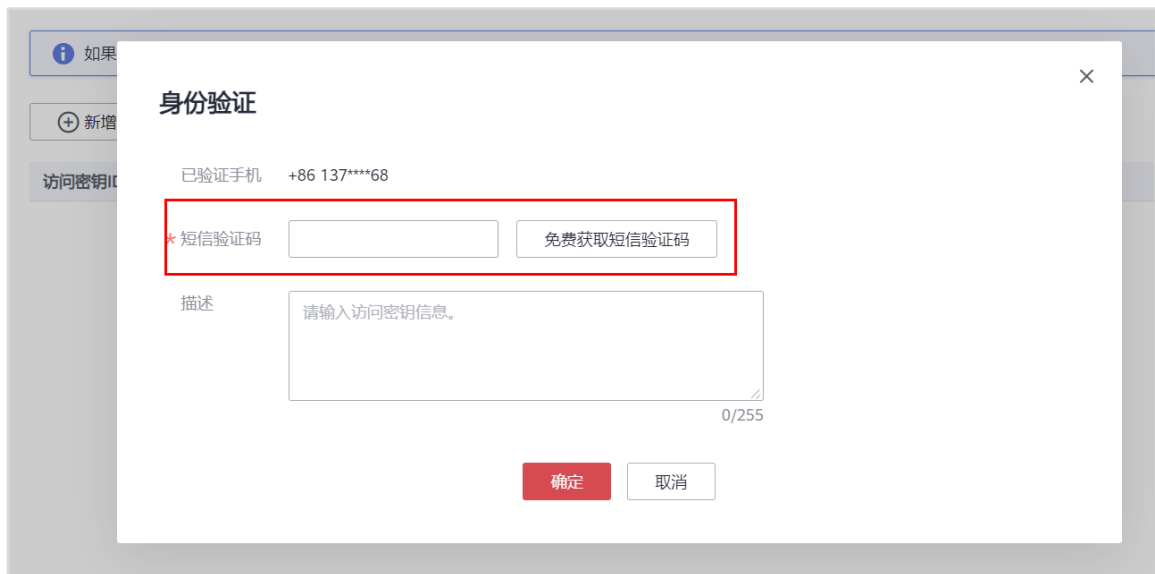 如果
身份验证
新增
已验证手机 +86 137****68
访问密钥ID
* 短信验证码 免费获取短信验证码
描述 请输入访问密钥信息。
0/255
确定 取消